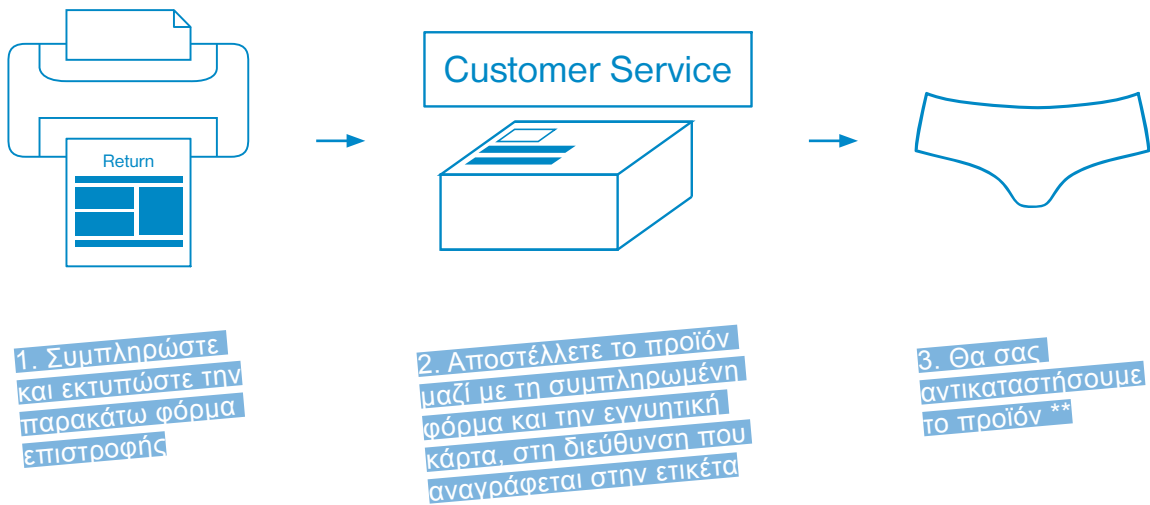 Return
Customer Service
1. Συμπληρώστε
και εκτυπώστε την
παρακάτω φόρμα
επιστροφής
2. Αποστέλλετε το προϊόν
μαζί με τη συμπληρωμένη
φόρμα και την εγγυητική
κάρτα, στη διεύθυνση που
αναγράφεται στην ετικέτα
3. Θα σας
αντικαταστήσουμε
το προϊόν **